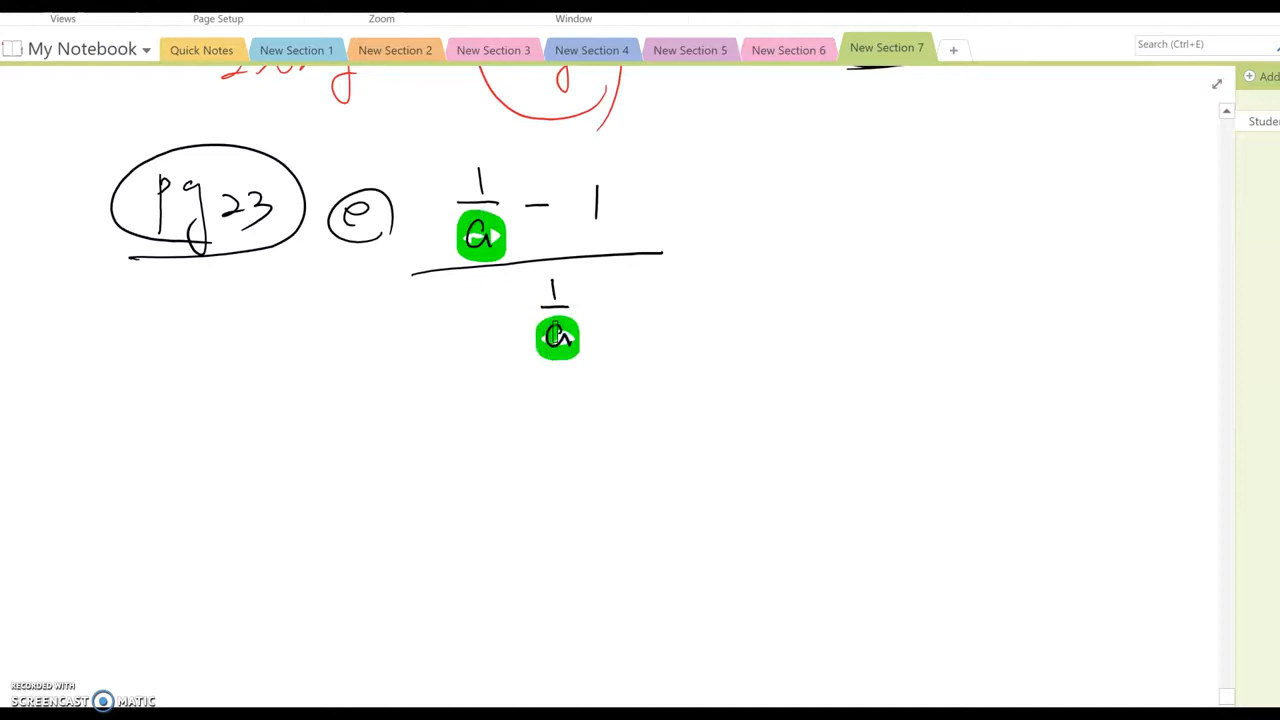 Views Page Setup Zoom Window
My Notebook Quick Notes New Section 1 New Section 2 New Section 3 New Section 4 New Section 5 New Section 6 New Section 7 + Search (Ctrl+E)
Add
Studen
pg 23 e 1/a - 1
1/a
RECORDED WITH
SCREENCAST MATIC